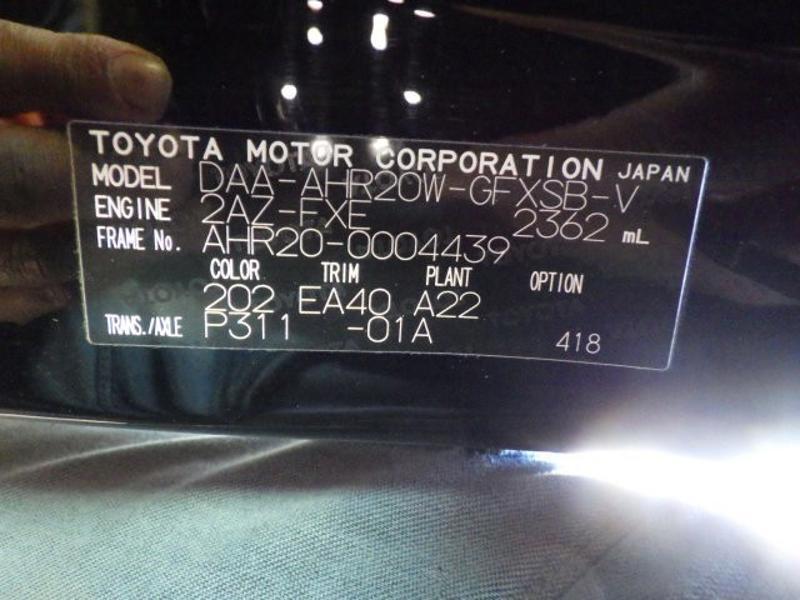 TOYOTA MOTOR CORPORATION JAPAN
MODEL DAA-AHR20W-GFXSB-V
ENGINE 2AZ-FXE 2362 mL
FRAME No. AHR20-0004439
COLOR TRIM PLANT OPTION
202 EA40 A22
TRANS./AXLE P311 -01A 418